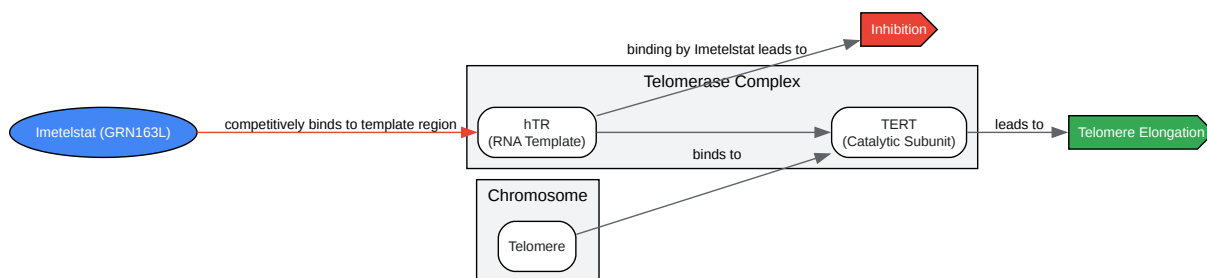 Inhibition
binding by Imetelstat leads to
Telomerase Complex
Imetelstat (GRN163L)
competitively binds to template region
hTR
(RNA Template)
TERT
(Catalytic Subunit)
leads to
Telomere Elongation
binds to
Chromosome
Telomere